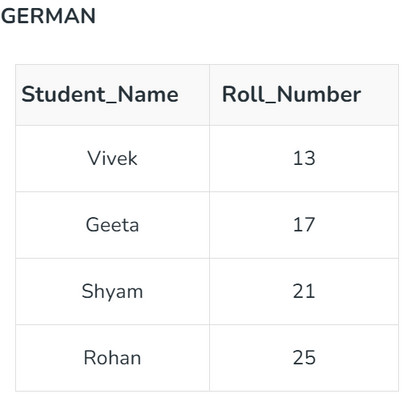 GERMAN
Student_Name Roll_Number
Vivek 13
Geeta 17
Shyam 21
Rohan 25